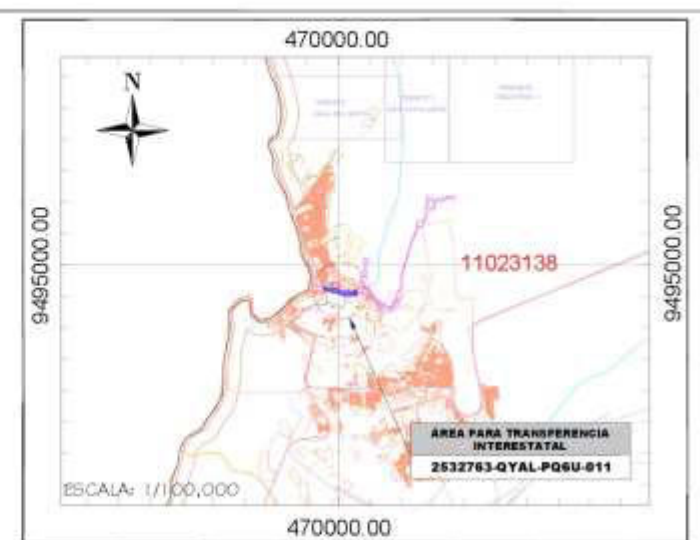 470000.00
N
9495000.00
9495000.00
11023138
AREA PARA TRANSFERENCIA
INTERESTATAL
2532763-QYAL-PQ6U-011
ESCALA: 1/100,000
470000.00